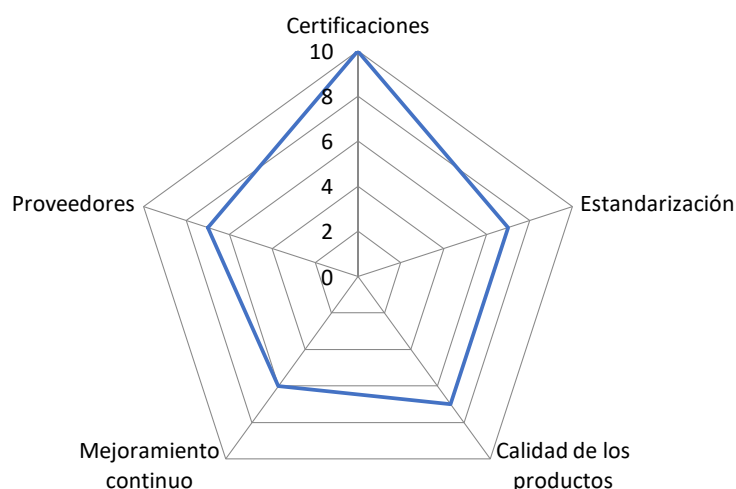 Certificaciones
10
8
6
4
2
0
Proveedores
Estandarización
Mejoramiento
continuo
Calidad de los
productos